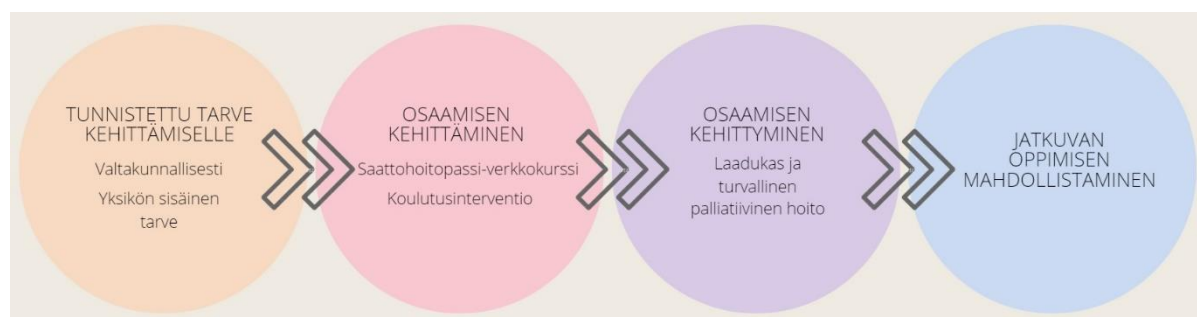 TUNNISTETTU TARVE
KEHITTÄMISELLE
Valtakunnallisesti
Yksikön sisäinen
tarve
OSAAMISEN
KEHITTÄMINEN
Saattohoitopassi-verkkokurssi
Koulutusinterventio
OSAAMISEN
KEHITTYMINEN
Laadukas ja
turvallinen
palliatiivinen hoito
JATKUVAN
OPPIMISEN
MAHDOLLISTAMINEN